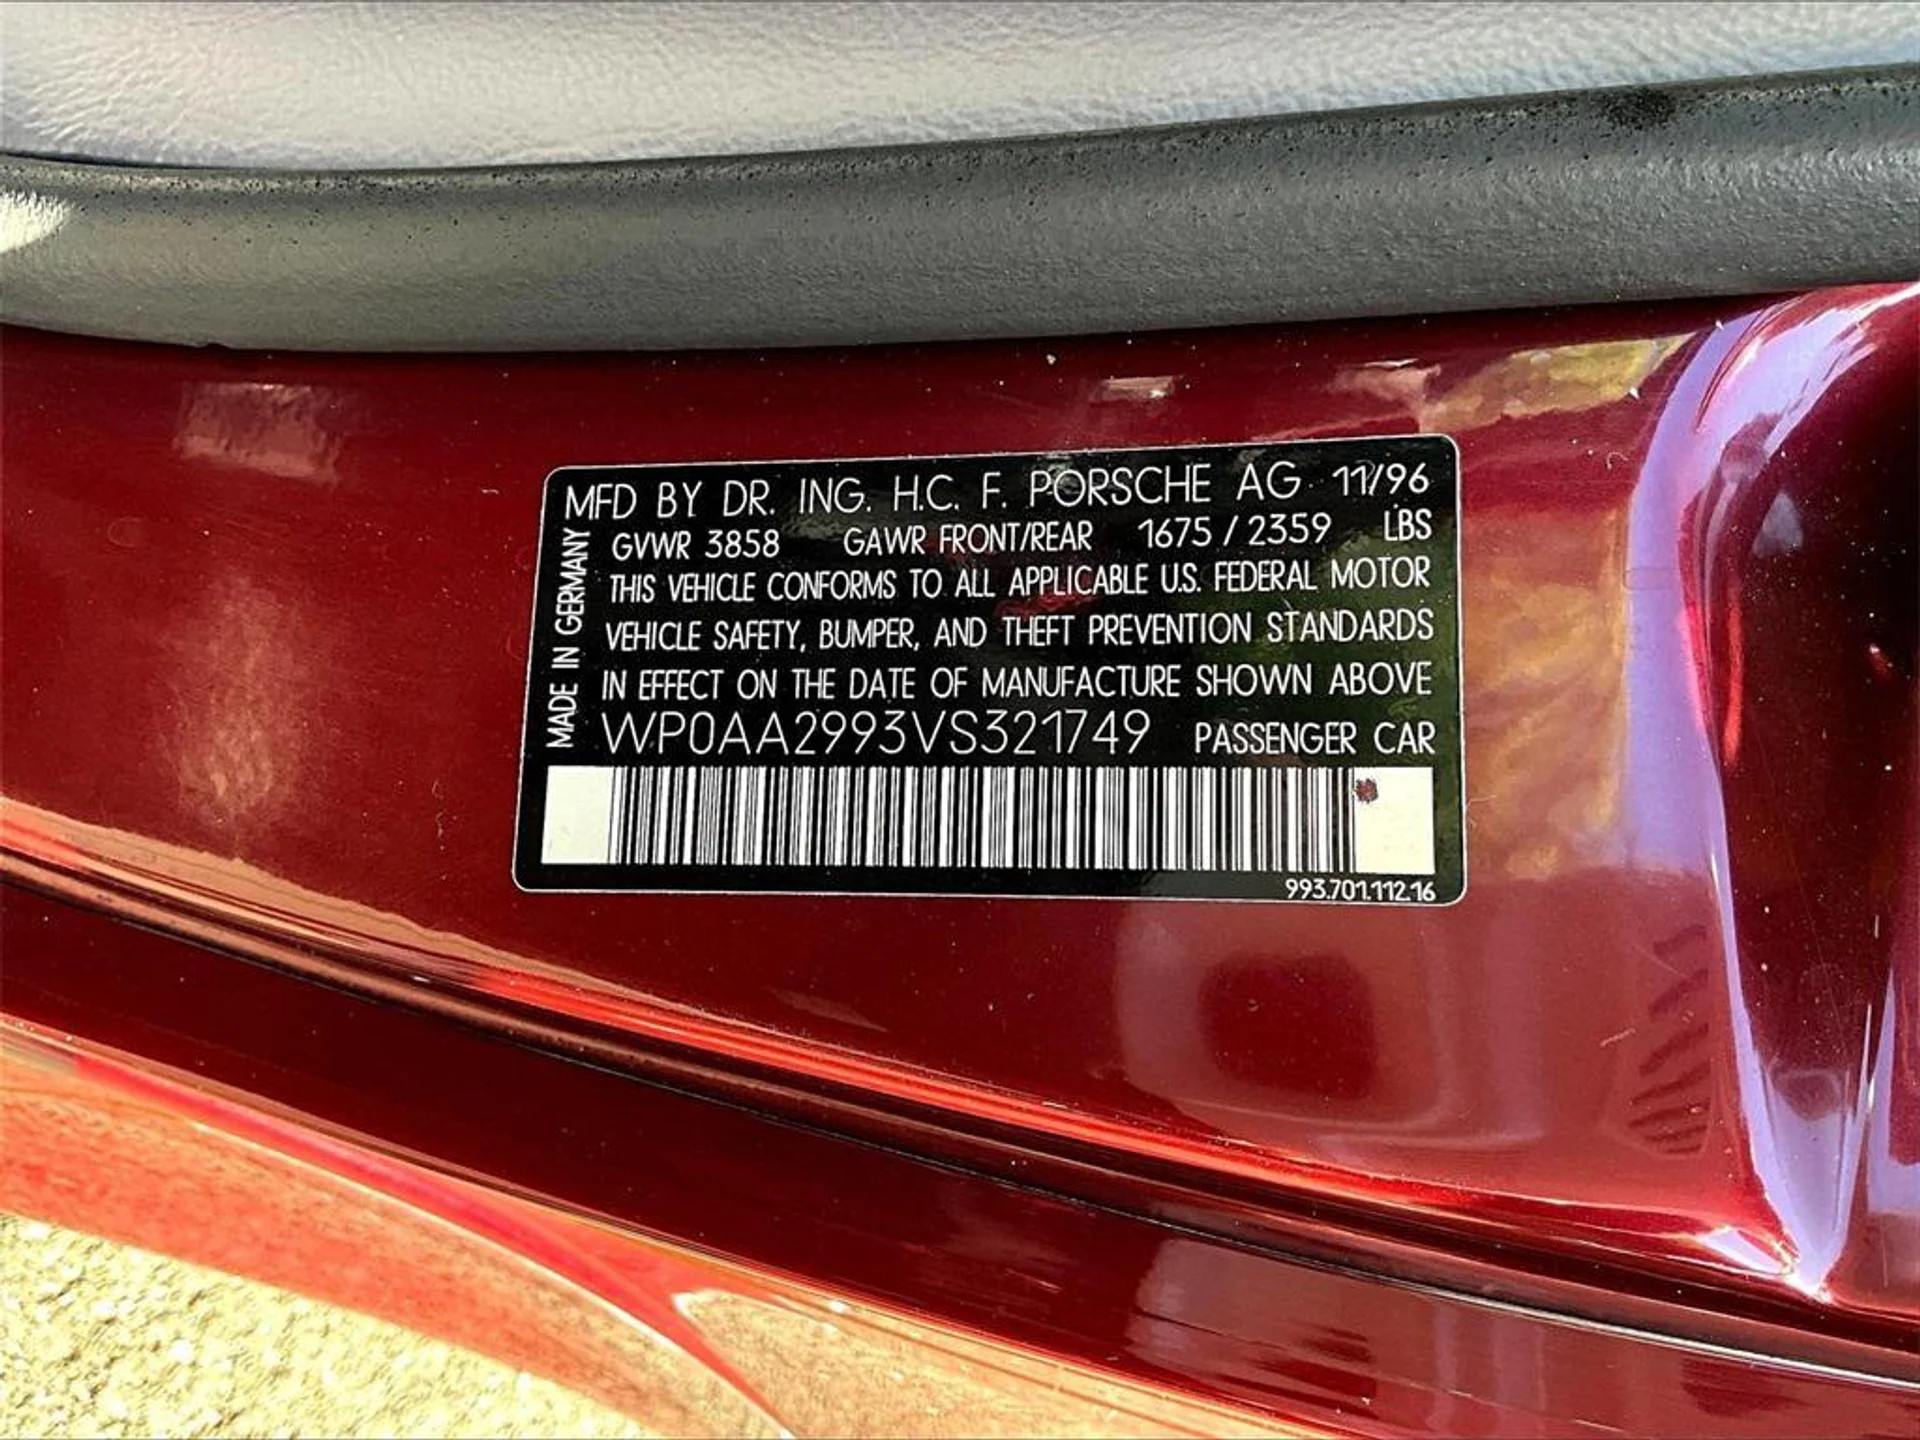 MFD BY DR. ING. H.C. F. PORSCHE AG 11/96
GVWR 3858 GAWR FRONT/REAR 1675 / 2359 LBS
THIS VEHICLE CONFORMS TO ALL APPLICABLE U.S. FEDERAL MOTOR
VEHICLE SAFETY, BUMPER, AND THEFT PREVENTION STANDARDS
IN EFFECT ON THE DATE OF MANUFACTURE SHOWN ABOVE
WP0AA2993VS321749 PASSENGER CAR
MADE IN GERMANY
993.701.112.16